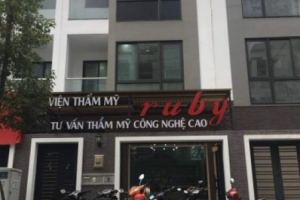 VIỆN THẨM MỸ ruby
TƯ VẤN THẨM MỸ CÔNG NGHỆ CAO